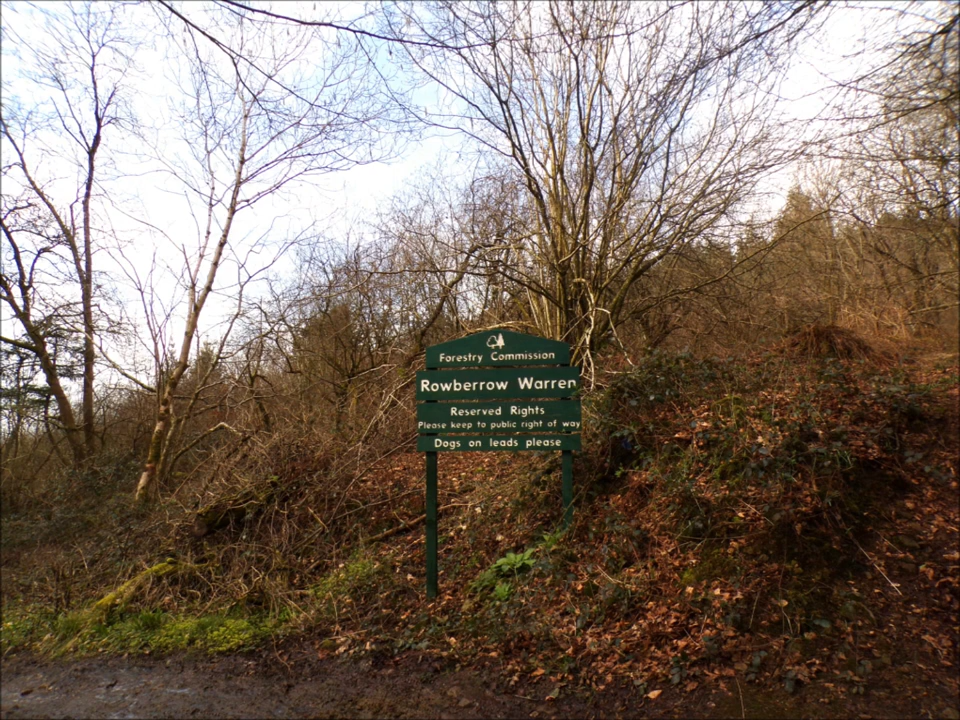 Forestry Commission
Rowberrow Warren
Reserved Rights
Please keep to public right of way
Dogs on leads please